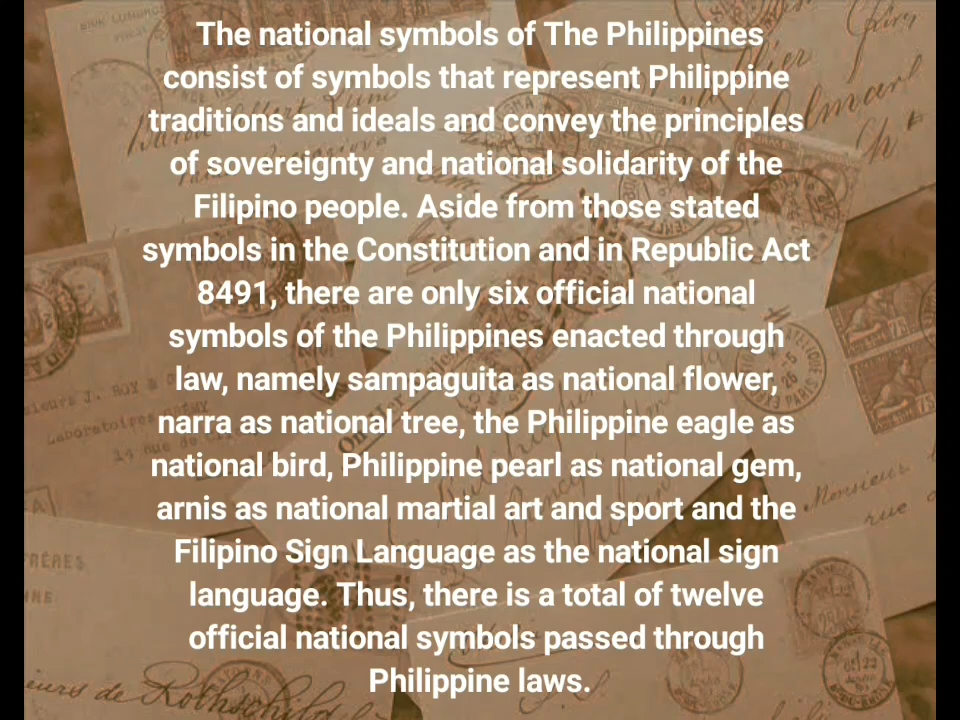 The national symbols of The Philippines
consist of symbols that represent Philippine
traditions and ideals and convey the principles
of sovereignty and national solidarity of the
Filipino people. Aside from those stated
symbols in the Constitution and in Republic Act
8491, there are only six official national
symbols of the Philippines enacted through
law, namely sampaguita as national flower,
narra as national tree, the Philippine eagle as
national bird, Philippine pearl as national gem,
arnis as national martial art and sport and the
Filipino Sign Language as the national sign
language. Thus, there is a total of twelve
official national symbols passed through
Philippine laws.